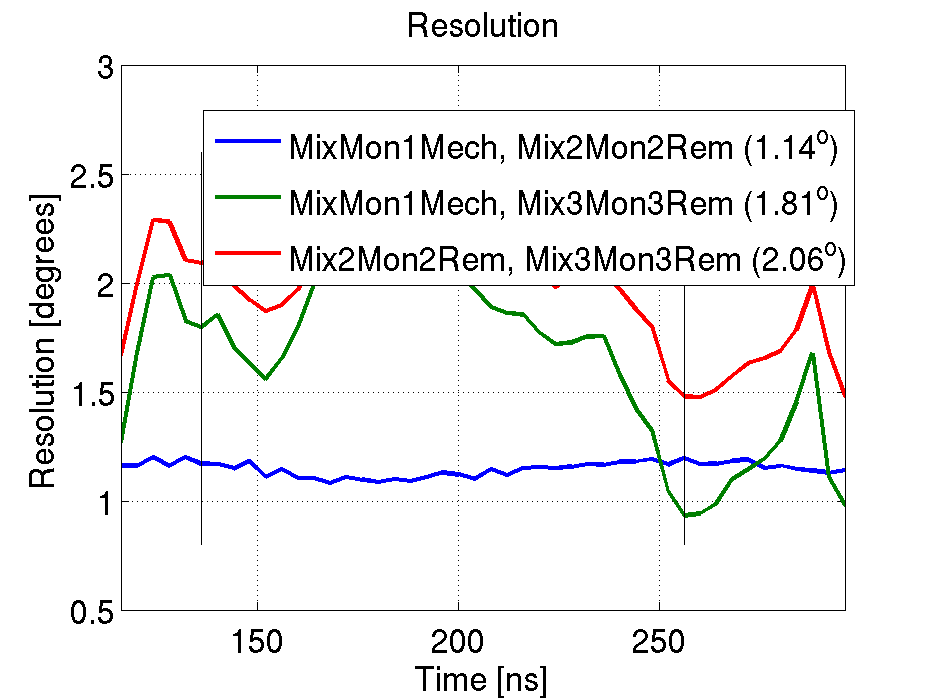 Resolution
3
2.5
2
1.5
1
0.5
Resolution [degrees]
MixMon1Mech, Mix2Mon2Rem (1.14°)
MixMon1Mech, Mix3Mon3Rem (1.81°)
Mix2Mon2Rem, Mix3Mon3Rem (2.06°)
150 200 250
Time [ns]